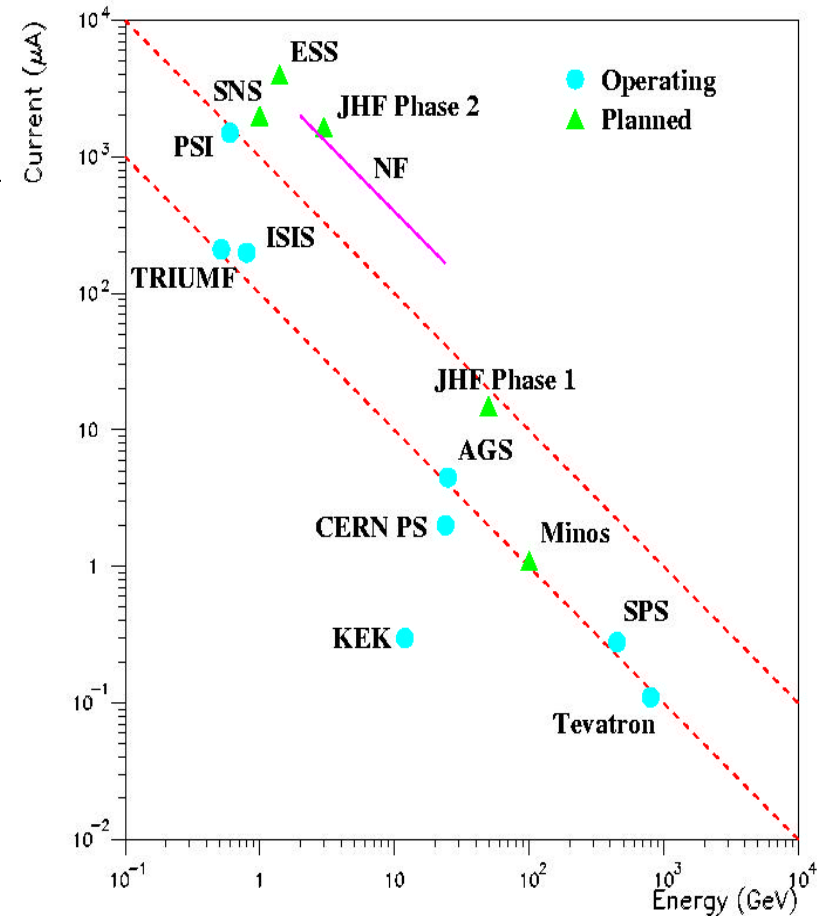 10⁴
Current (μA)
ESS
Operating
SNS
JHF Phase 2
Planned
PSI
10³
NF
ISIS
TRIUMF
10²
JHF Phase 1
10
AGS
CERN PS
Minos
1
SPS
KEK
10⁻¹
Tevatron
10⁻²
10⁻¹ 1 10 10² 10³ 10⁴
Energy (GeV)